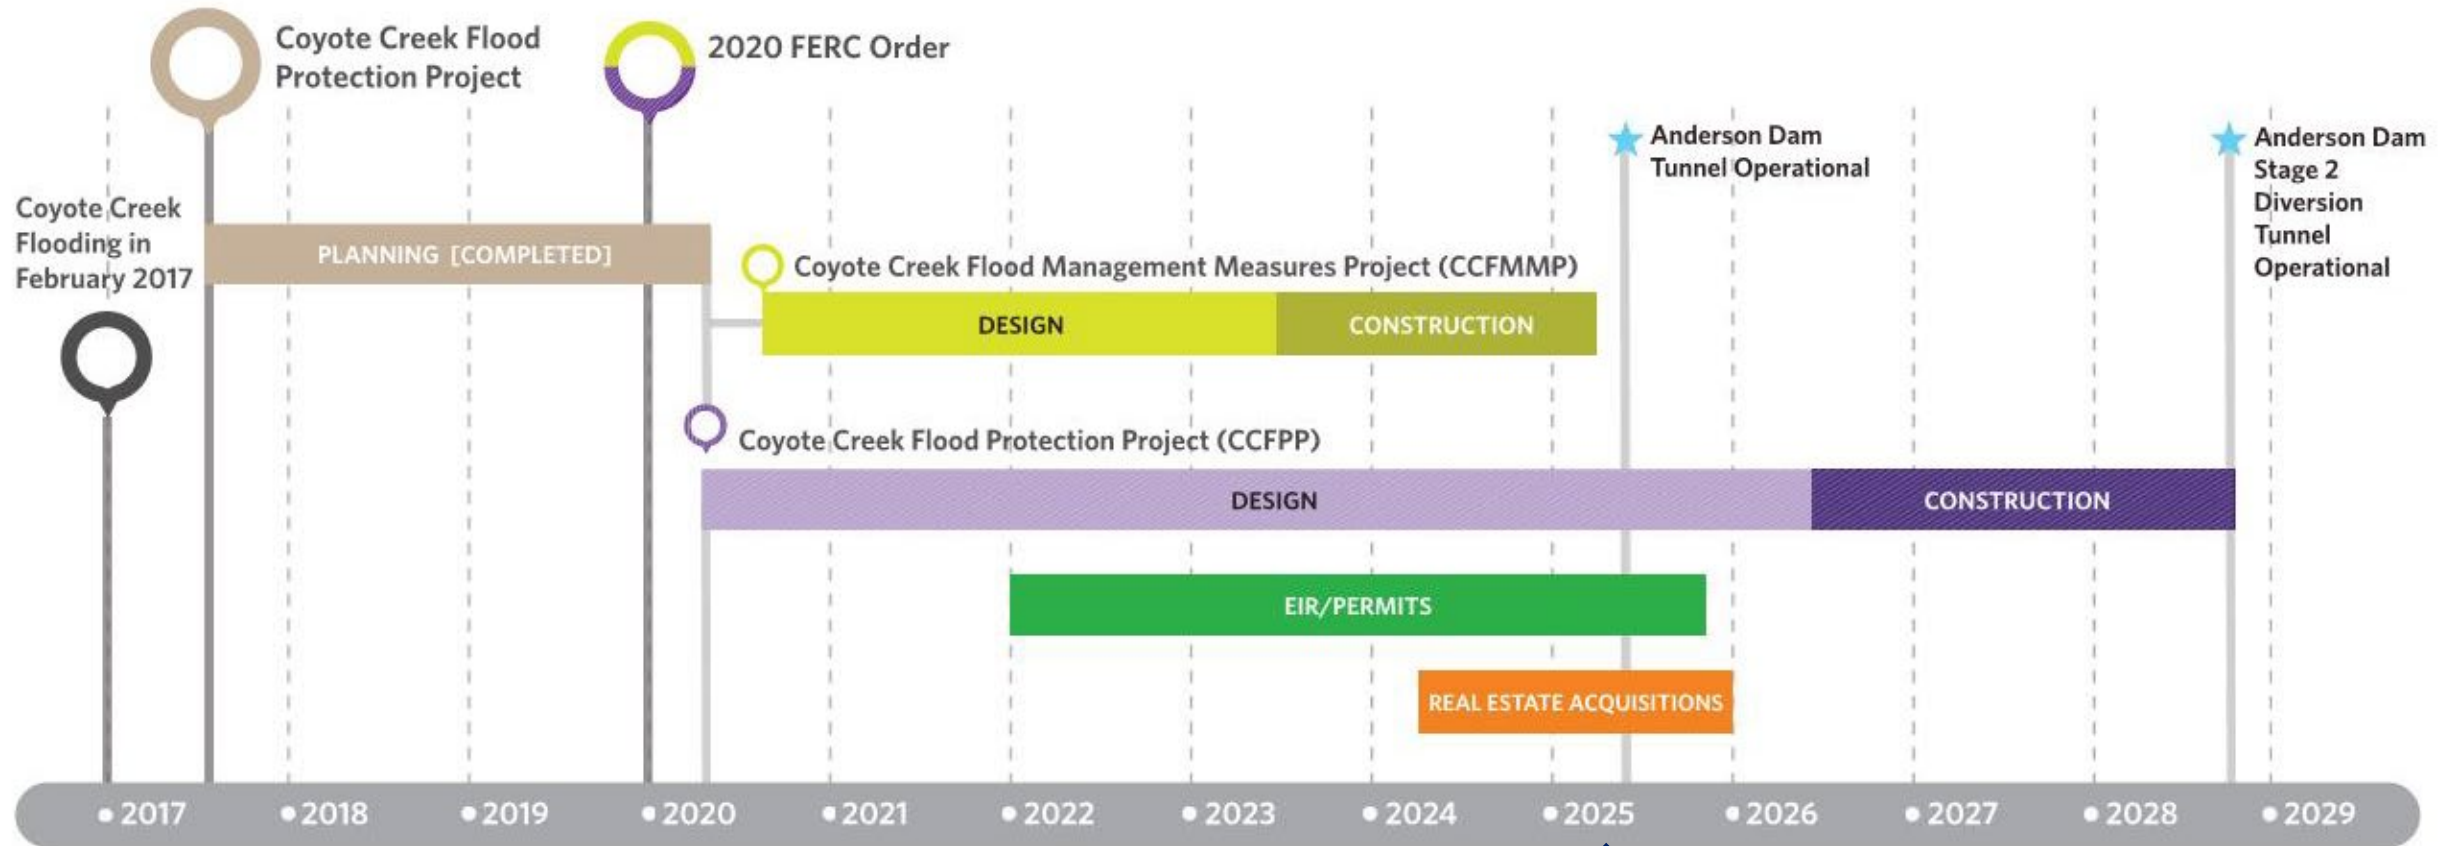 Coyote Creek Flood
Protection Project
2020 FERC Order
Anderson Dam
Tunnel Operational
Anderson Dam
Stage 2
Diversion
Tunnel
Operational
Coyote Creek
Flooding in
February 2017
PLANNING [COMPLETED]
Coyote Creek Flood Management Measures Project (CCFMMP)
DESIGN
CONSTRUCTION
Coyote Creek Flood Protection Project (CCFPP)
DESIGN
CONSTRUCTION
EIR/PERMITS
REAL ESTATE ACQUISITIONS
2017 2018 2019 2020 2021 2022 2023 2024 2025 2026 2027 2028 2029